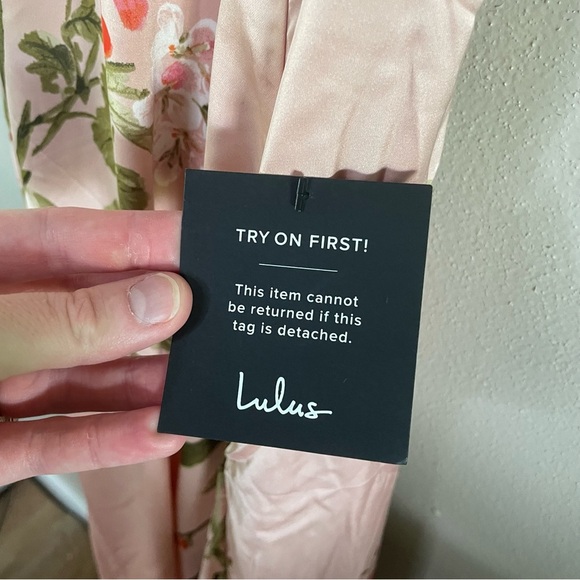 TRY ON FIRST!
This item cannot
be returned if this
tag is detached.
Lulus